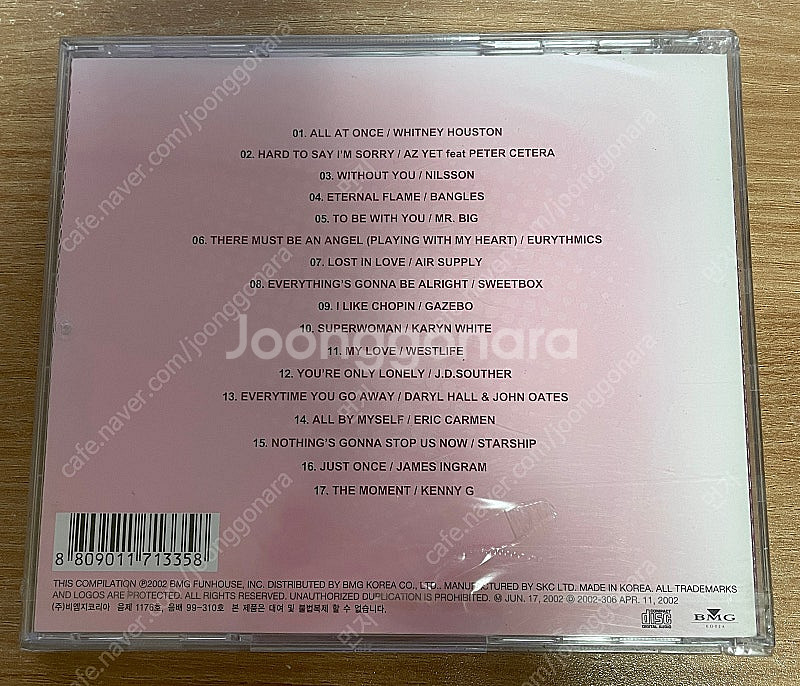 01. ALL AT ONCE / WHITNEY HOUSTON
02. HARD TO SAY I'M SORRY / AZ YET feat PETER CETERA
03. WITHOUT YOU / NILSSON
04. ETERNAL FLAME / BANGLES
05. TO BE WITH YOU / MR. BIG
06. THERE MUST BE AN ANGEL (PLAYING WITH MY HEART) / EURYTHMICS
07. LOST IN LOVE / AIR SUPPLY
08. EVERYTHING'S GONNA BE ALRIGHT / SWEETBOX
09. I LIKE CHOPIN / GAZEBO
10. SUPERWOMAN / KARYN WHITE
Joonggonara
11. MY LOVE / WESTLIFE
12. YOU'RE ONLY LONELY / J.D.SOUTHER
13. EVERYTIME YOU GO AWAY / DARYL HALL & JOHN OATES
14. ALL BY MYSELF / ERIC CARMEN
15. NOTHING'S GONNA STOP US NOW / STARSHIP
16. JUST ONCE / JAMES INGRAM
17. THE MOMENT / KENNY G
8 809011 713358
THIS COMPILATION ℗2002 BMG FUNHOUSE, INC. DISTRIBUTED BY BMG KOREA CO., LTD.. MANUFACTURED BY SKC LTD. MADE IN KOREA. ALL TRADEMARKS
AND LOGOS ARE PROTECTED. ALL RIGHTS RESERVED. UNAUTHORIZED DUPLICATION IS PROHIBITED. Ⓜ JUN. 17, 2002 ⓓ 2002-306 APR. 11, 2002
(주)비엠지코리아 음제 1176호, 음배 99-310호 본 제품은 대여 및 불법복제 할 수 없습니다.
COMPACT disc DIGITAL AUDIO
BMG
KOREA
cafe.naver.com/joonggonara